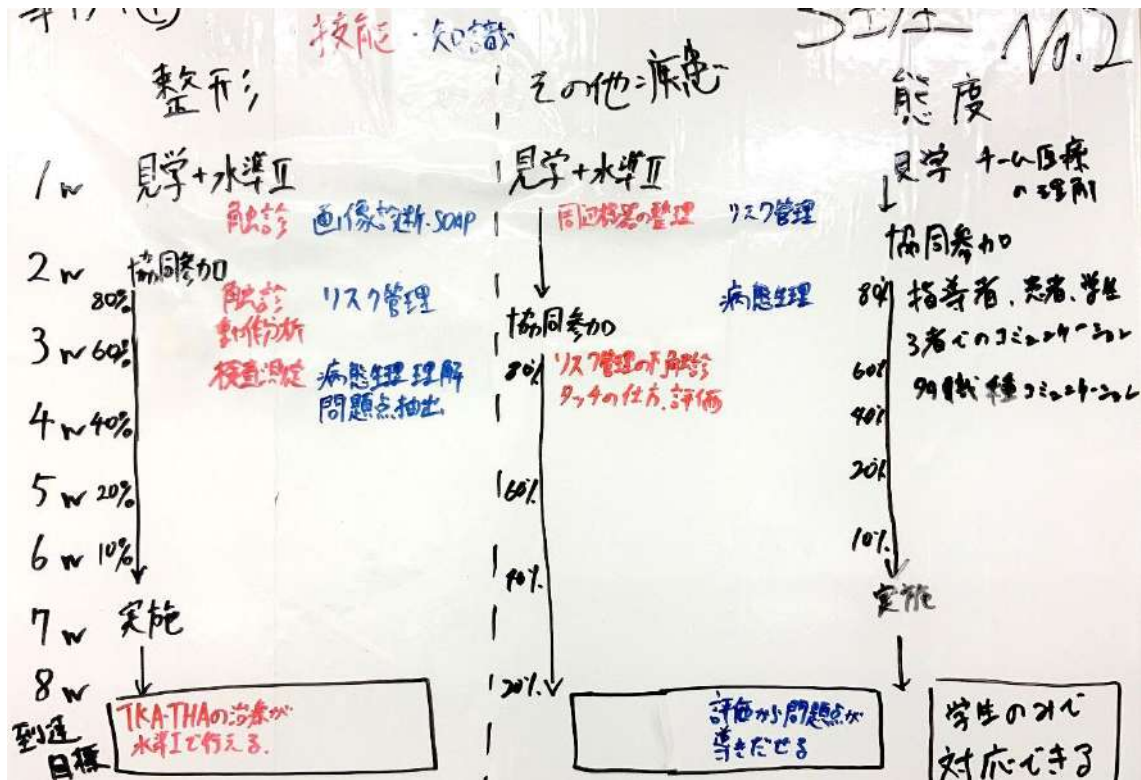 技能・知識
No.2
整形
その他疾患
態度
1w 見学+水準Ⅱ
触診 画像診断.SOAP
2w 協同参加
80%
触診 リスク管理
動作分析
3w 60%
検査測定 病態生理理解
問題点抽出
4w 40%
5w 20%
6w 10%
7w 実施
8w
到達
目標
TKA・THAの治療が
水準Ⅰで行える.
見学+水準Ⅱ
周辺機器の整理 リスク管理
病態生理
協同参加
80%
リスク管理の下触診
タッチの仕方、評価
60%
40%
20%
評価から問題点が
導きだせる
見学 チーム医療
の理解
協同参加
80% 指導者、患者、学生
3者でのコミュニケーション
60%
多職種コミュニケーション
40%
20%
10%
実施
学生のみで
対応できる